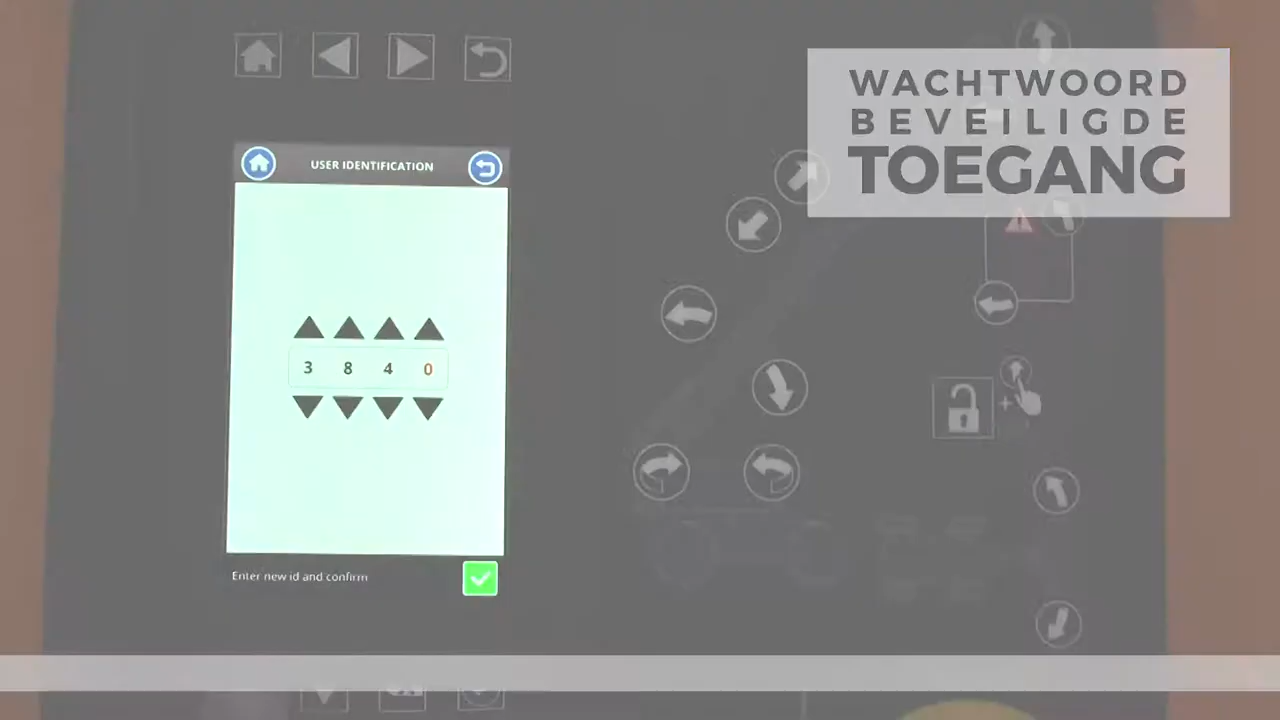 WACHTWOORD
BEVEILIGDE
TOEGANG
USER IDENTIFICATION
3 8 4 0
Enter new id and confirm